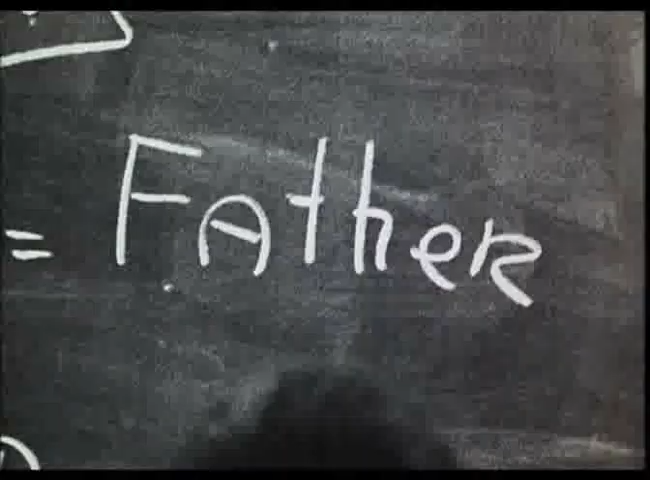 = FAtheR